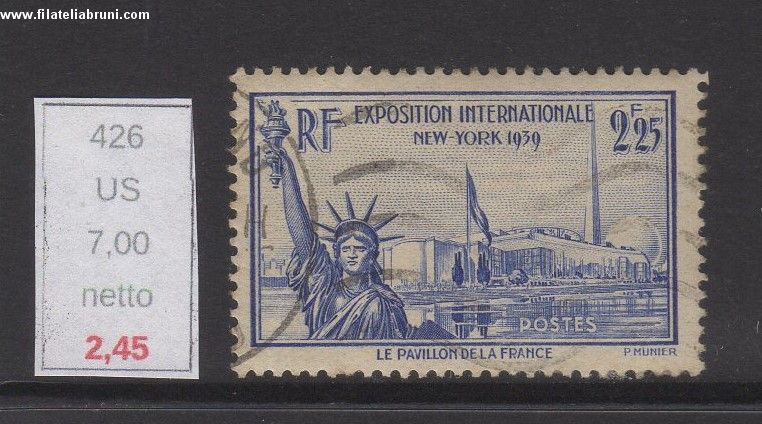 www.filateliabruni.com
426
US
7,00
netto
2,45
RF EXPOSITION INTERNATIONALE 2F25
NEW-YORK 1939
POSTES
LE PAVILLON DE LA FRANCE P. MUNIER